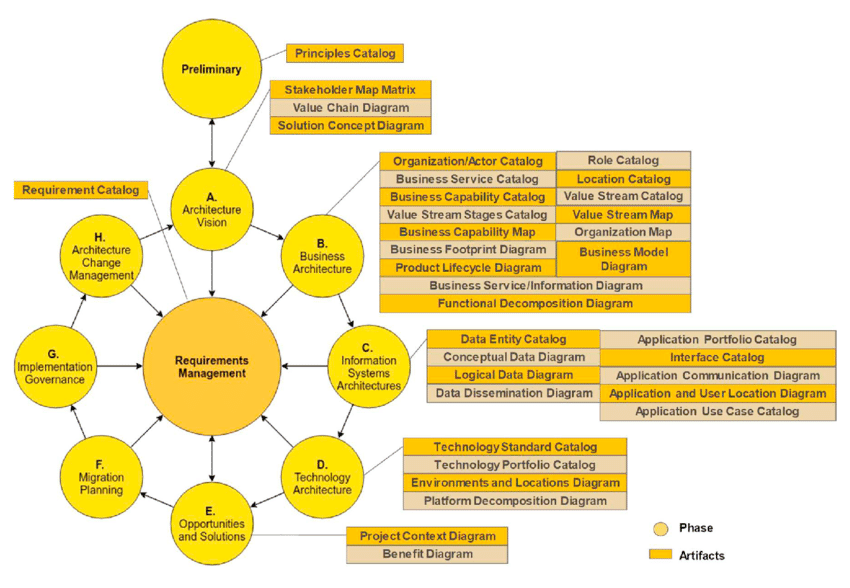 Preliminary
Principles Catalog
Stakeholder Map Matrix
Value Chain Diagram
Solution Concept Diagram
Requirement Catalog
A.
Architecture
Vision
Organization/Actor Catalog
Role Catalog
Business Service Catalog
Location Catalog
Business Capability Catalog
Value Stream Catalog
Value Stream Stages Catalog
Value Stream Map
Business Capability Map
Organization Map
Business Footprint Diagram
Business Model
Diagram
Product Lifecycle Diagram
Business Service/Information Diagram
Functional Decomposition Diagram
H.
Architecture
Change
Management
B.
Business
Architecture
G.
Implementation
Governance
Requirements
Management
C.
Information
Systems
Architectures
Data Entity Catalog
Application Portfolio Catalog
Conceptual Data Diagram
Interface Catalog
Logical Data Diagram
Application Communication Diagram
Data Dissemination Diagram
Application and User Location Diagram
Application Use Case Catalog
F.
Migration
Planning
D.
Technology
Architecture
Technology Standard Catalog
Technology Portfolio Catalog
Environments and Locations Diagram
Platform Decomposition Diagram
E.
Opportunities
and Solutions
Project Context Diagram
Benefit Diagram
Phase
Artifacts